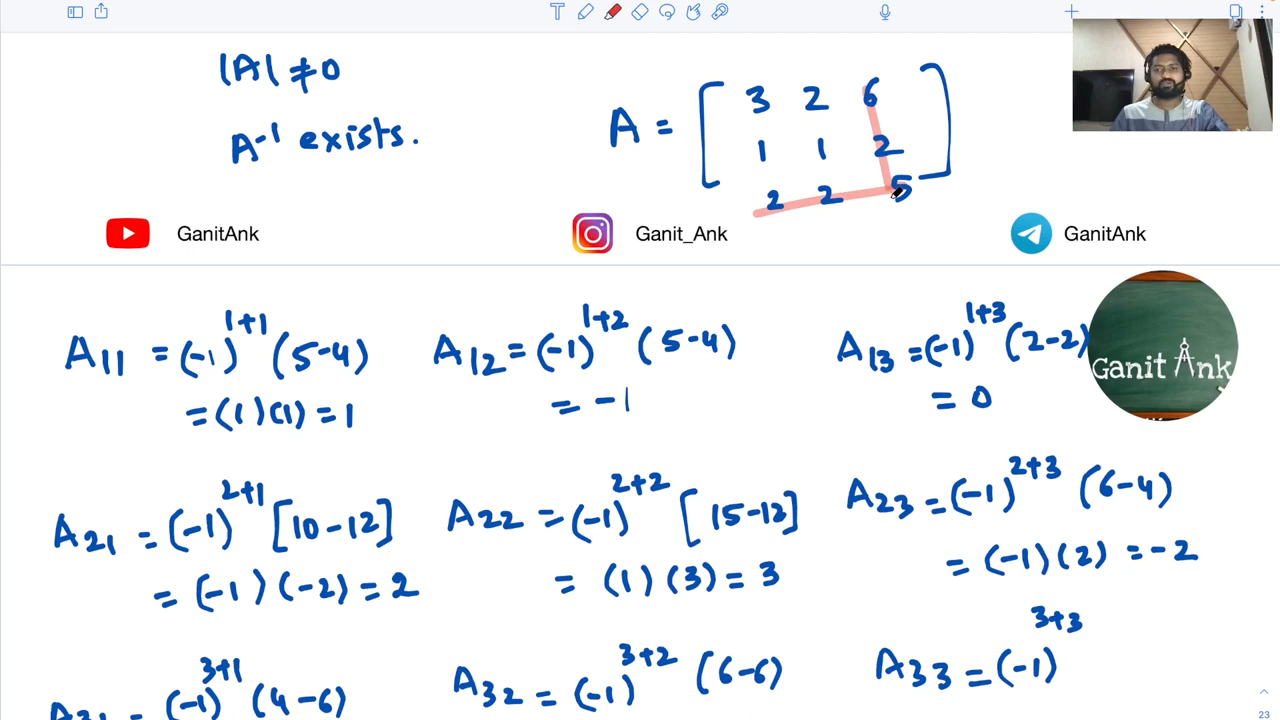 |A| ≠ 0
A⁻¹ exists.
A = [ 3 2 6
1 1 2
2 2 5 ]
GanitAnk
Ganit_Ank
GanitAnk
A₁₁ = (-1)¹⁺¹ (5-4)
= (1)(1) = 1
A₁₂ = (-1)¹⁺² (5-4)
= -1
A₁₃ = (-1)¹⁺³ (2-2)
= 0
Ganit Ank
A₂₁ = (-1)²⁺¹ [10-12]
= (-1)(-2) = 2
A₂₂ = (-1)²⁺² [15-12]
= (1)(3) = 3
A₂₃ = (-1)²⁺³ (6-4)
= (-1)(2) = -2
A₃₁ = (-1)³⁺¹ (4-6)
A₃₂ = (-1)³⁺² (6-6)
A₃₃ = (-1)³⁺³
23